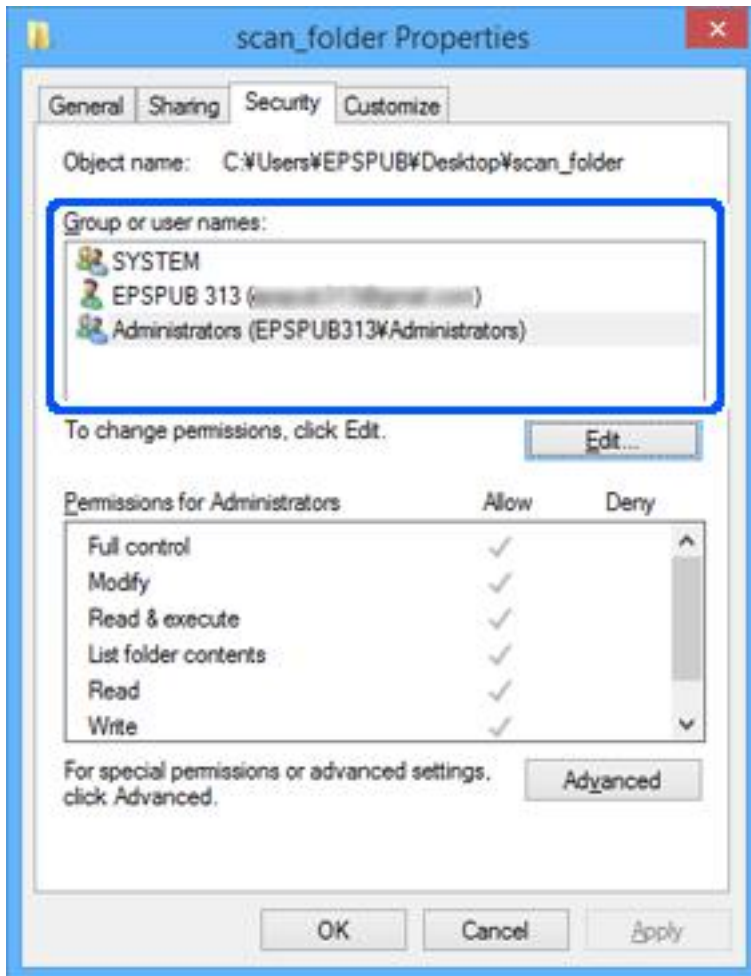 scan_folder Properties
General Sharing Security Customize
Object name: C:¥Users¥EPSPUB¥Desktop¥scan_folder
Group or user names:
SYSTEM
EPSPUB 313 ( )
Administrators (EPSPUB313¥Administrators)
To change permissions, click Edit.
Edit...
Permissions for Administrators Allow Deny
Full control
Modify
Read & execute
List folder contents
Read
Write
For special permissions or advanced settings,
click Advanced.
Advanced
OK Cancel Apply